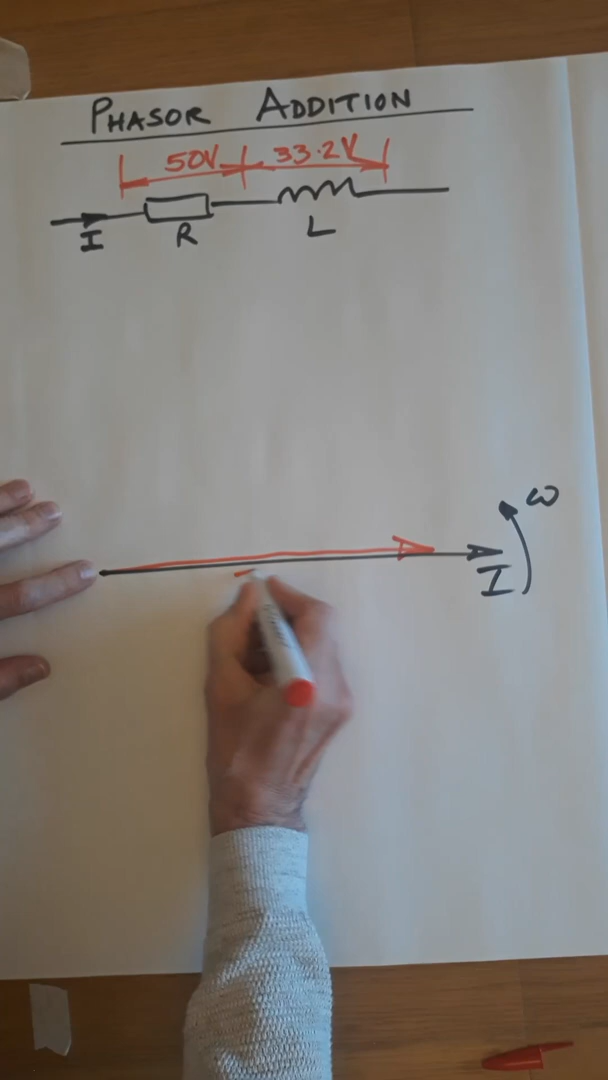 PHASOR ADDITION
50V 33.2V
I R L
ω
I